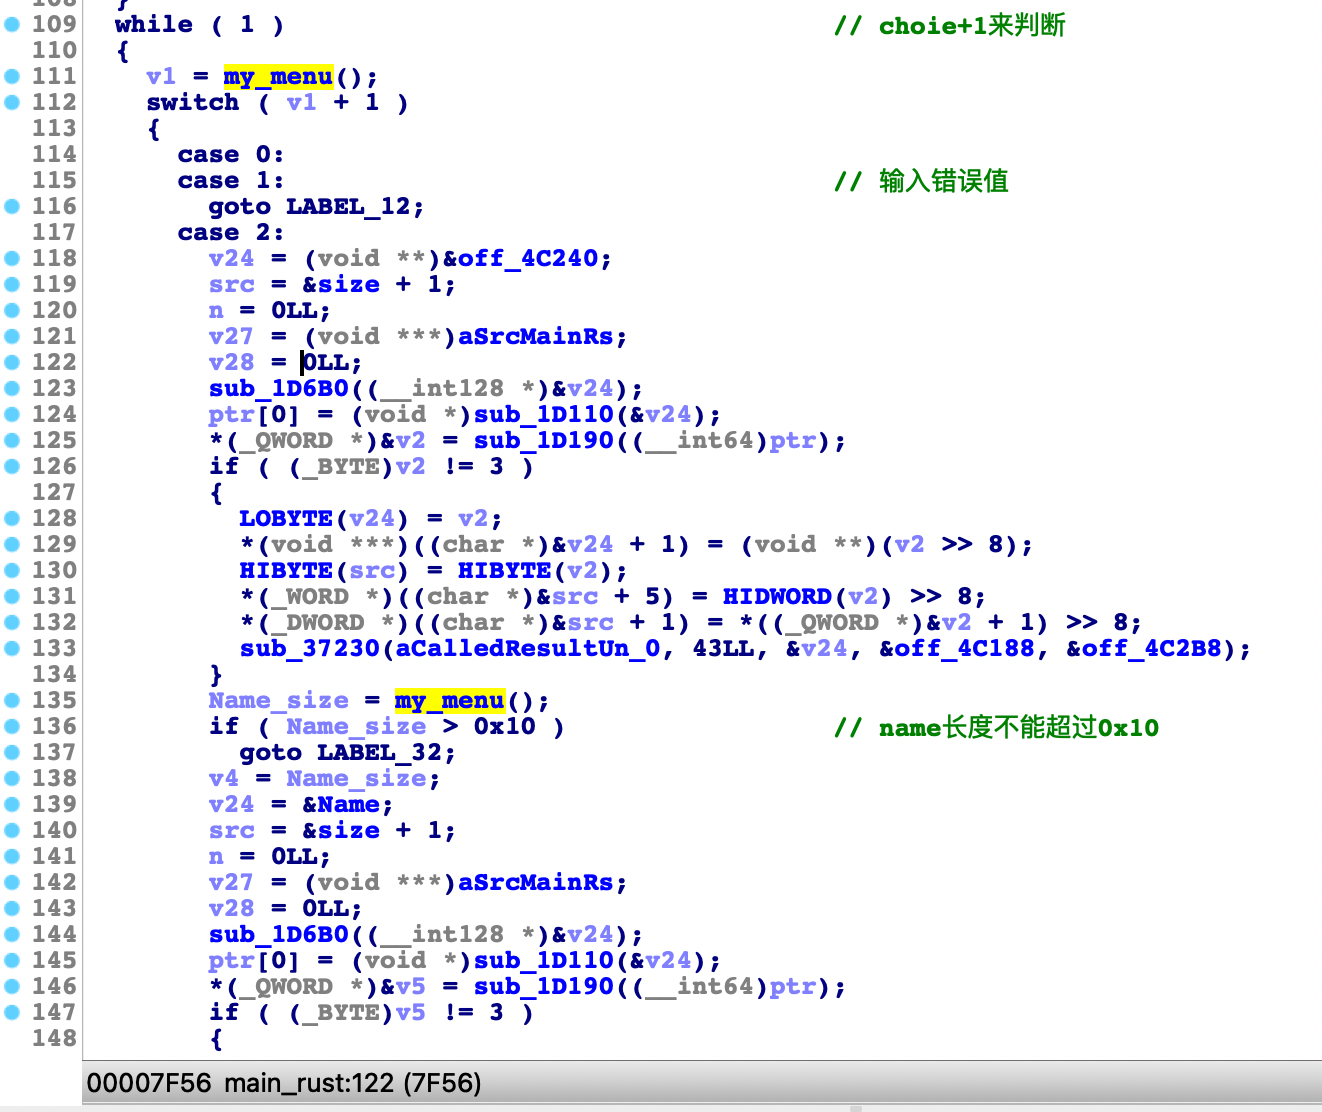 109 while ( 1 ) // choie+1来判断
110 {
111 v1 = my_menu();
112 switch ( v1 + 1 )
113 {
114 case 0:
115 case 1: // 输入错误值
116 goto LABEL_12;
117 case 2:
118 v24 = (void **)&off_4C240;
119 src = &size + 1;
120 n = 0LL;
121 v27 = (void ***)aSrcMainRs;
122 v28 = 0LL;
123 sub_1D6B0((__int128 *)&v24);
124 ptr[0] = (void *)sub_1D110(&v24);
125 *(_QWORD *)&v2 = sub_1D190((__int64)ptr);
126 if ( (_BYTE)v2 != 3 )
127 {
128 LOBYTE(v24) = v2;
129 *(void ***)((char *)&v24 + 1) = (void **)(v2 >> 8);
130 HIBYTE(src) = HIBYTE(v2);
131 *(_WORD *)((char *)&src + 5) = HIDWORD(v2) >> 8;
132 *(_DWORD *)((char *)&src + 1) = *((_QWORD *)&v2 + 1) >> 8;
133 sub_37230(aCalledResultUn_0, 43LL, &v24, &off_4C188, &off_4C2B8);
134 }
135 Name_size = my_menu();
136 if ( Name_size > 0x10 ) // name长度不能超过0x10
137 goto LABEL_32;
138 v4 = Name_size;
139 v24 = &Name;
140 src = &size + 1;
141 n = 0LL;
142 v27 = (void ***)aSrcMainRs;
143 v28 = 0LL;
144 sub_1D6B0((__int128 *)&v24);
145 ptr[0] = (void *)sub_1D110(&v24);
146 *(_QWORD *)&v5 = sub_1D190((__int64)ptr);
147 if ( (_BYTE)v5 != 3 )
148 {
00007F56 main_rust:122 (7F56)